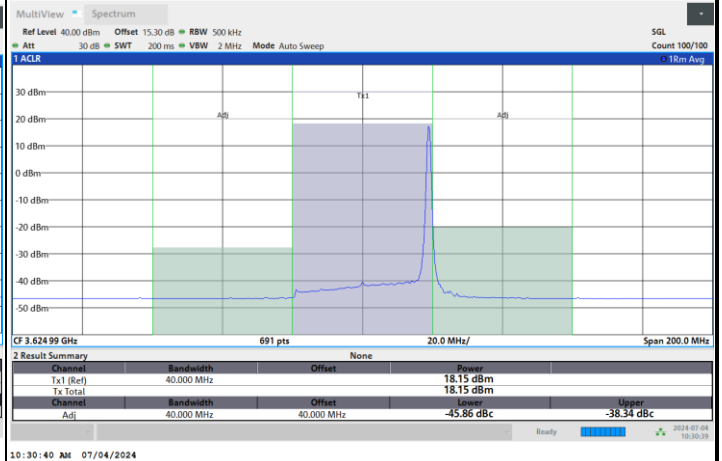 MultiView Spectrum
Ref Level 40.00 dBm Offset 15.30 dB RBW 500 kHz SGL
Att 30 dB SWT 200 ms VBW 2 MHz Mode Auto Sweep Count 100/100
1 ACLR 1Rm Avg
Tx1
30 dBm
Adj Adj
20 dBm
10 dBm
0 dBm
-10 dBm
-20 dBm
-30 dBm
-40 dBm
-50 dBm
CF 3.624 99 GHz 691 pts 20.0 MHz/ Span 200.0 MHz
2 Result Summary None
Channel Bandwidth Offset Power
Tx1 (Ref) 40.000 MHz 18.15 dBm
Tx Total 18.15 dBm
Channel Bandwidth Offset Lower Upper
Adj 40.000 MHz 40.000 MHz -45.86 dBc -38.34 dBc
Ready 2024-07-04
10:30:39
10:30:40 AM 07/04/2024